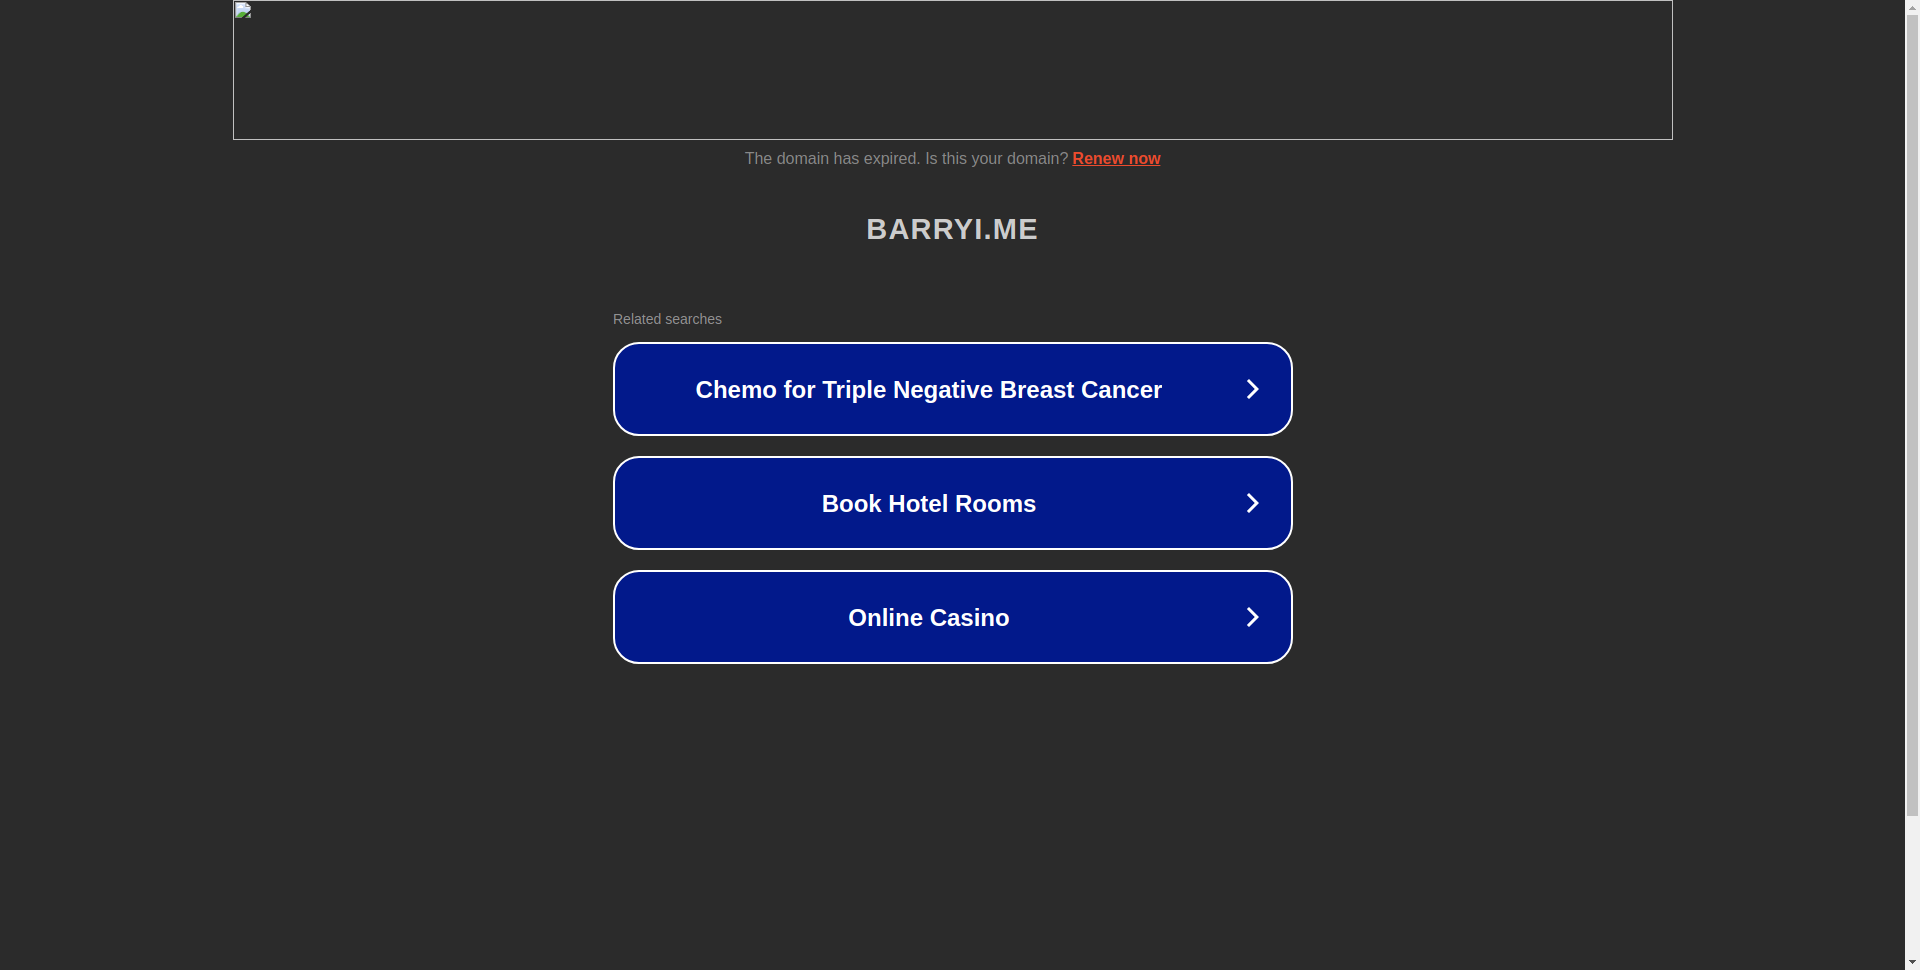 The domain has expired. Is this your domain? Renew now
BARRYI.ME
Related searches
Chemo for Triple Negative Breast Cancer
Book Hotel Rooms
Online Casino